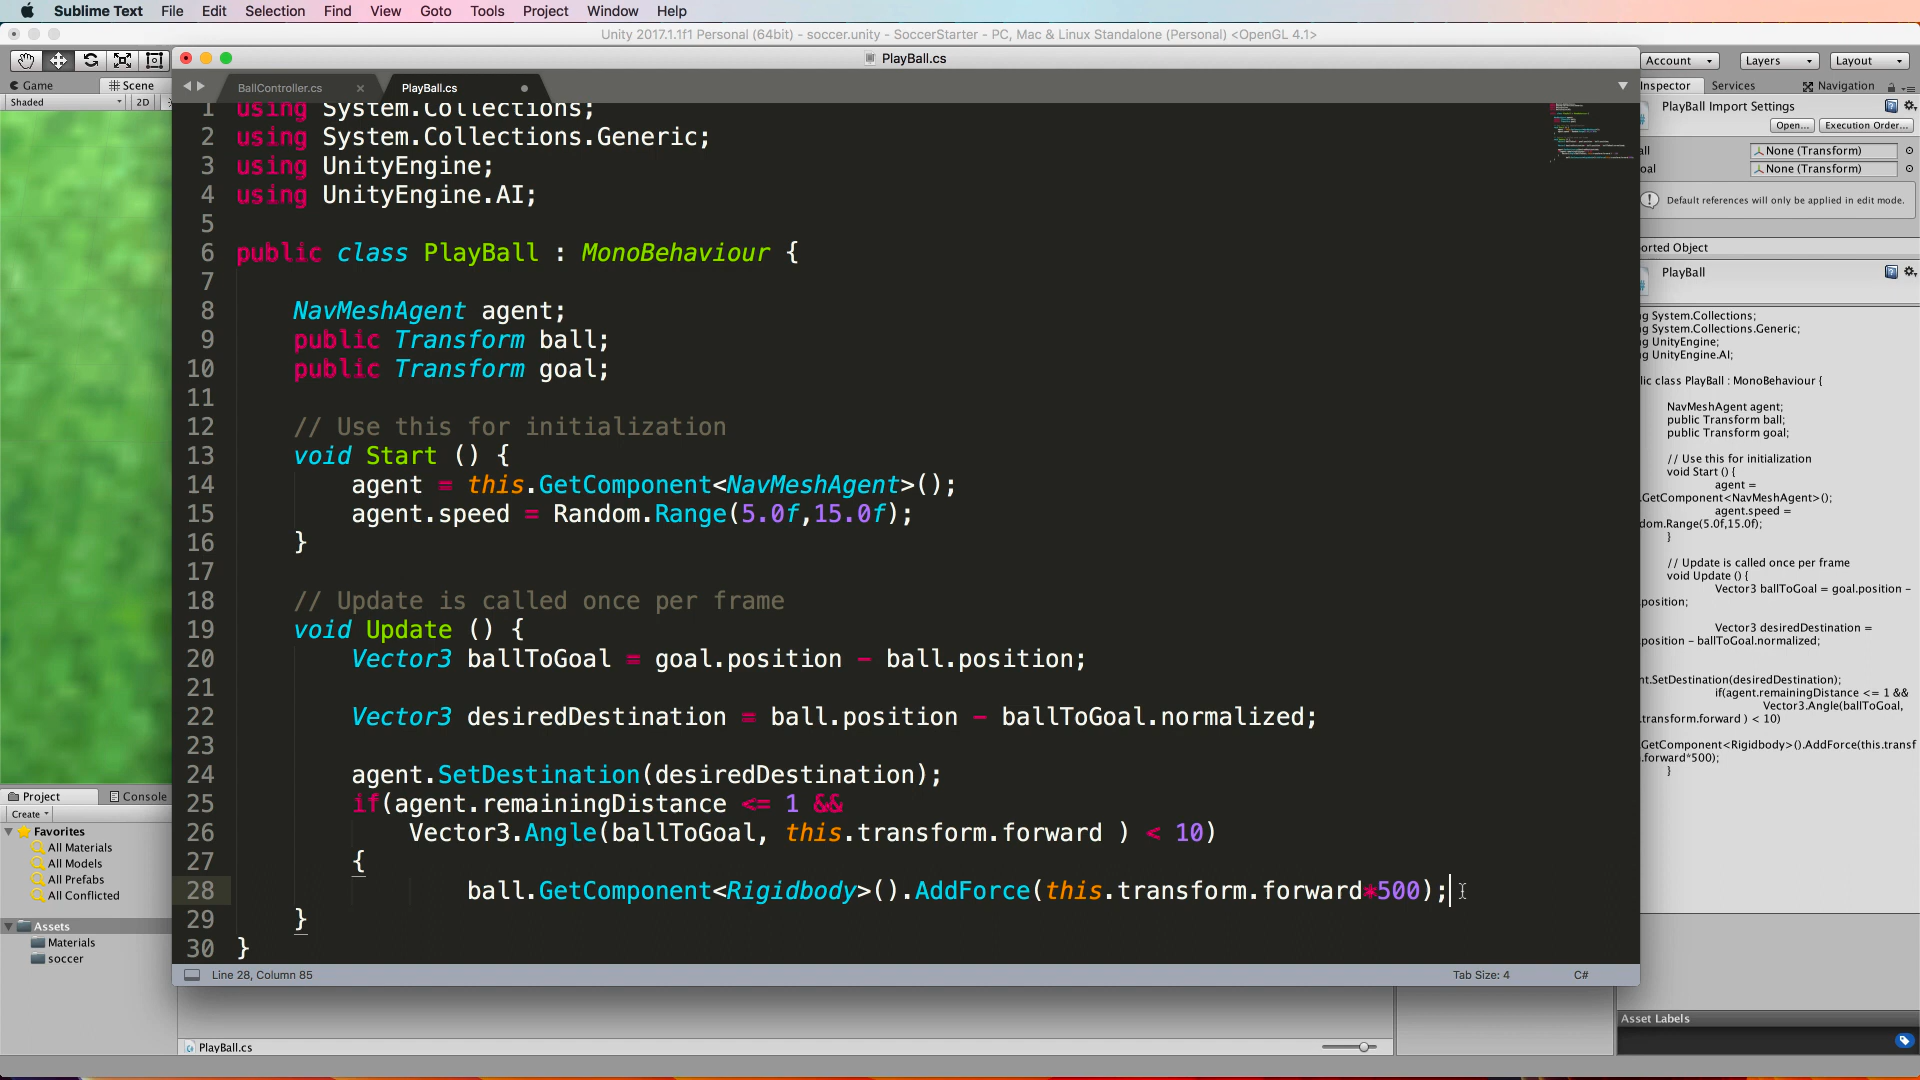 Sublime Text File Edit Selection Find View Goto Tools Project Window Help
Unity 2017.1.1f1 Personal (64bit) - soccer.unity - SoccerStarter - PC, Mac & Linux Standalone (Personal) <OpenGL 4.1>
PlayBall.cs
Account Layers Layout
Game Scene
Shaded 2D
BallController.cs PlayBall.cs
1 using System.Collections;
2 using System.Collections.Generic;
3 using UnityEngine;
4 using UnityEngine.AI;
5
6 public class PlayBall : MonoBehaviour {
7
8 NavMeshAgent agent;
9 public Transform ball;
10 public Transform goal;
11
12 // Use this for initialization
13 void Start () {
14 agent = this.GetComponent<NavMeshAgent>();
15 agent.speed = Random.Range(5.0f,15.0f);
16 }
17
18 // Update is called once per frame
19 void Update () {
20 Vector3 ballToGoal = goal.position - ball.position;
21
22 Vector3 desiredDestination = ball.position - ballToGoal.normalized;
23
24 agent.SetDestination(desiredDestination);
25 if(agent.remainingDistance <= 1 &&
26 Vector3.Angle(ballToGoal, this.transform.forward ) < 10)
27 {
28 ball.GetComponent<Rigidbody>().AddForce(this.transform.forward*500);
29 }
30 }
Line 28, Column 85 Tab Size: 4 C#
Inspector Services Navigation
PlayBall Import Settings
Open... Execution Order...
all None (Transform)
oal None (Transform)
Default references will only be applied in edit mode.
orted Object
PlayBall
g System.Collections;
g System.Collections.Generic;
g UnityEngine;
g UnityEngine.AI;
lic class PlayBall : MonoBehaviour {
NavMeshAgent agent;
public Transform ball;
public Transform goal;
// Use this for initialization
void Start () {
agent =
.GetComponent<NavMeshAgent>();
agent.speed =
dom.Range(5.0f,15.0f);
}
// Update is called once per frame
void Update () {
Vector3 ballToGoal = goal.position -
position;
Vector3 desiredDestination =
position - ballToGoal.normalized;
nt.SetDestination(desiredDestination);
if(agent.remainingDistance <= 1 &&
Vector3.Angle(ballToGoal,
.transform.forward ) < 10)
GetComponent<Rigidbody>().AddForce(this.transf
.forward*500);
}
Project Console
Create
Favorites
All Materials
All Models
All Prefabs
All Conflicted
Assets
Materials
soccer
PlayBall.cs
Asset Labels